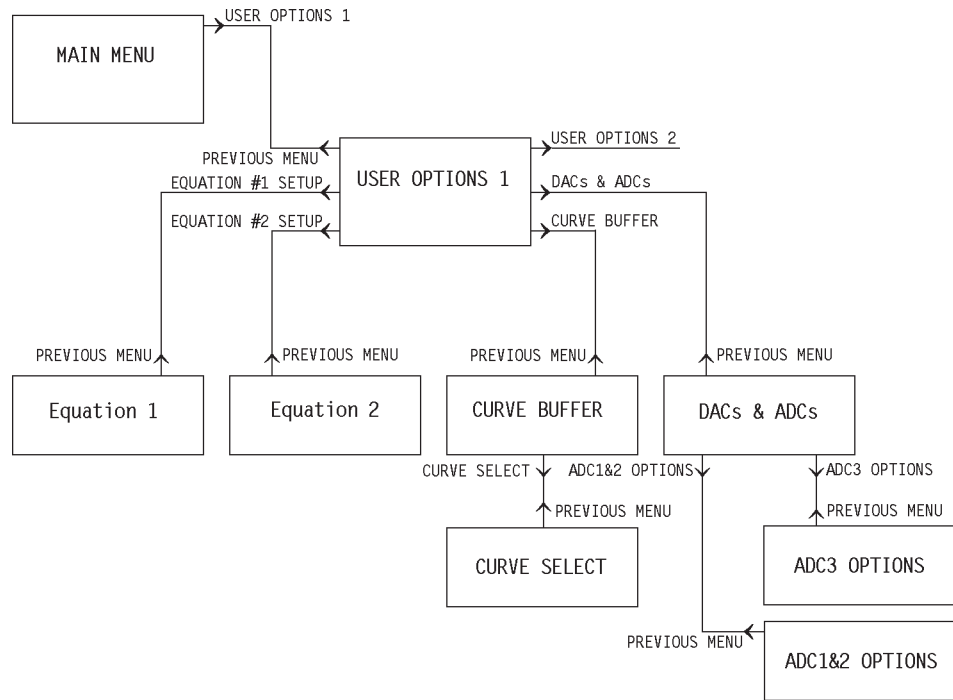 USER OPTIONS 1
MAIN MENU
USER OPTIONS 2
PREVIOUS MENU
USER OPTIONS 1
EQUATION #1 SETUP
DACs & ADCs
EQUATION #2 SETUP
CURVE BUFFER
PREVIOUS MENU
PREVIOUS MENU
PREVIOUS MENU
PREVIOUS MENU
Equation 1
Equation 2
CURVE BUFFER
DACs & ADCs
CURVE SELECT
ADC1&2 OPTIONS
ADC3 OPTIONS
PREVIOUS MENU
PREVIOUS MENU
CURVE SELECT
ADC3 OPTIONS
PREVIOUS MENU
ADC1&2 OPTIONS